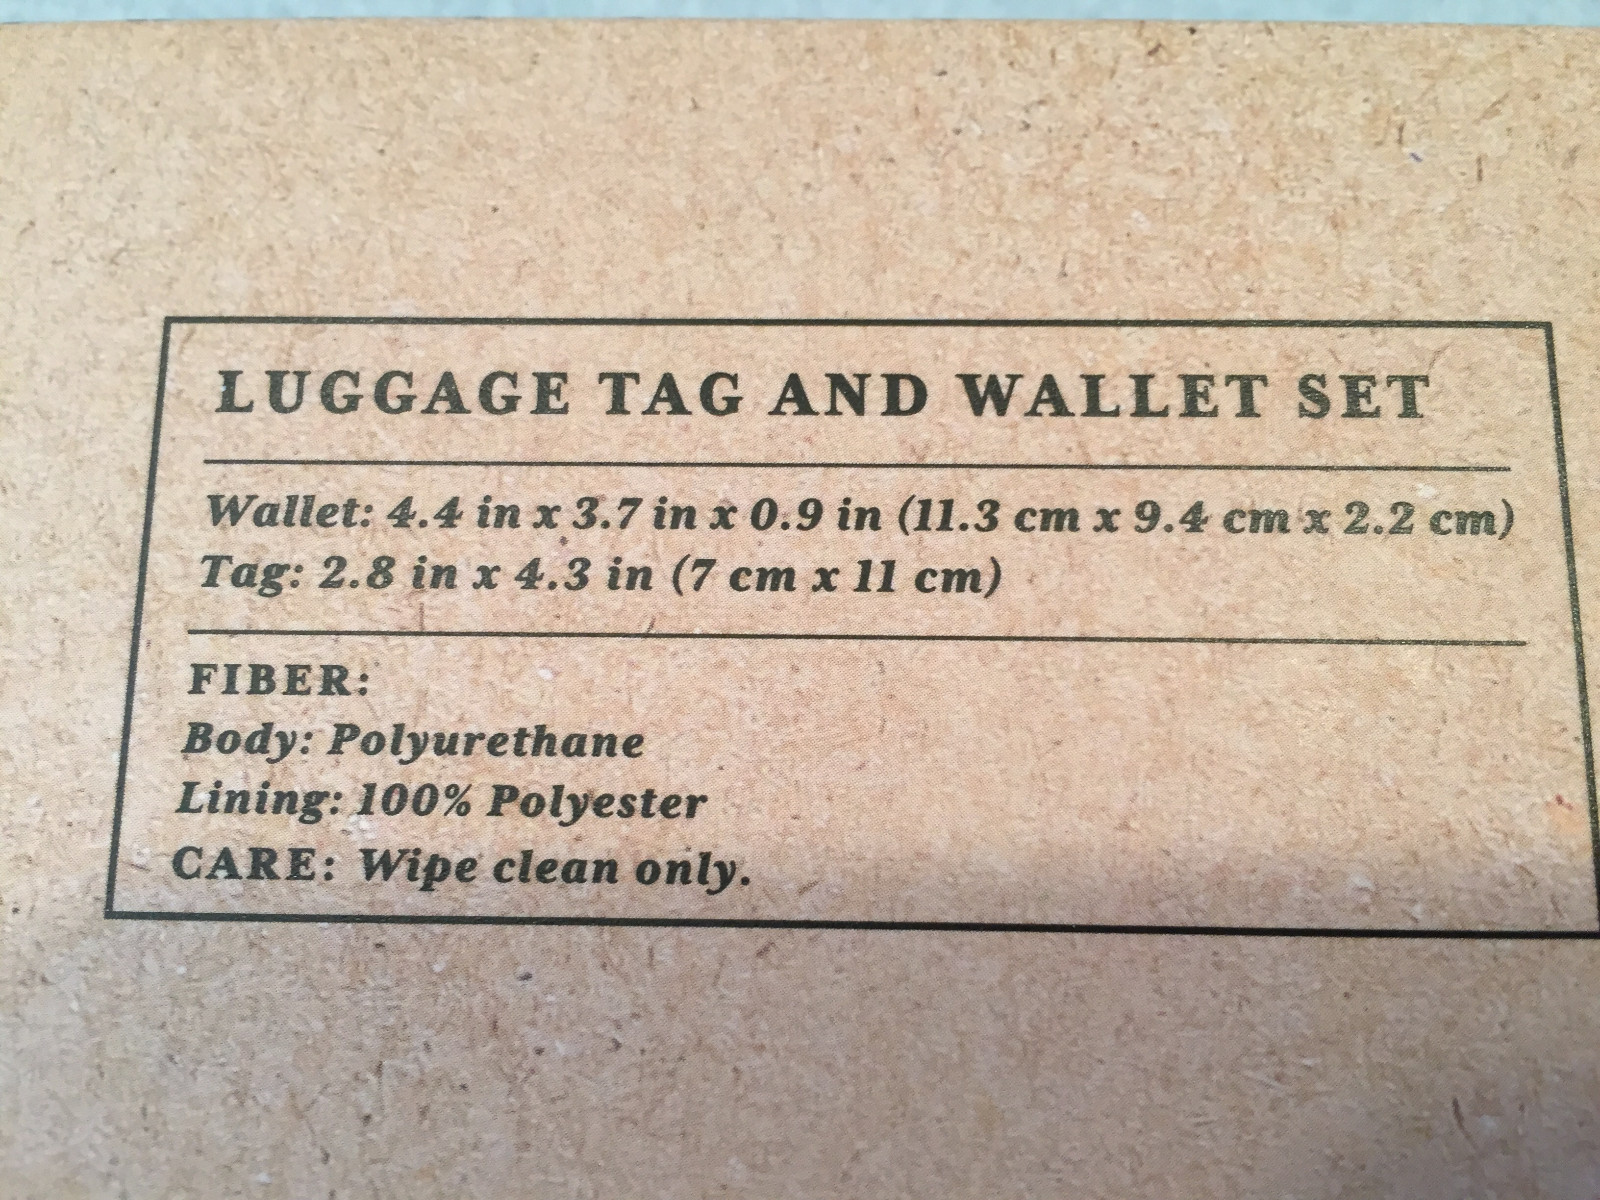 LUGGAGE TAG AND WALLET SET
Wallet: 4.4 in x 3.7 in x 0.9 in (11.3 cm x 9.4 cm x 2.2 cm)
Tag: 2.8 in x 4.3 in (7 cm x 11 cm)
FIBER:
Body: Polyurethane
Lining: 100% Polyester
CARE: Wipe clean only.